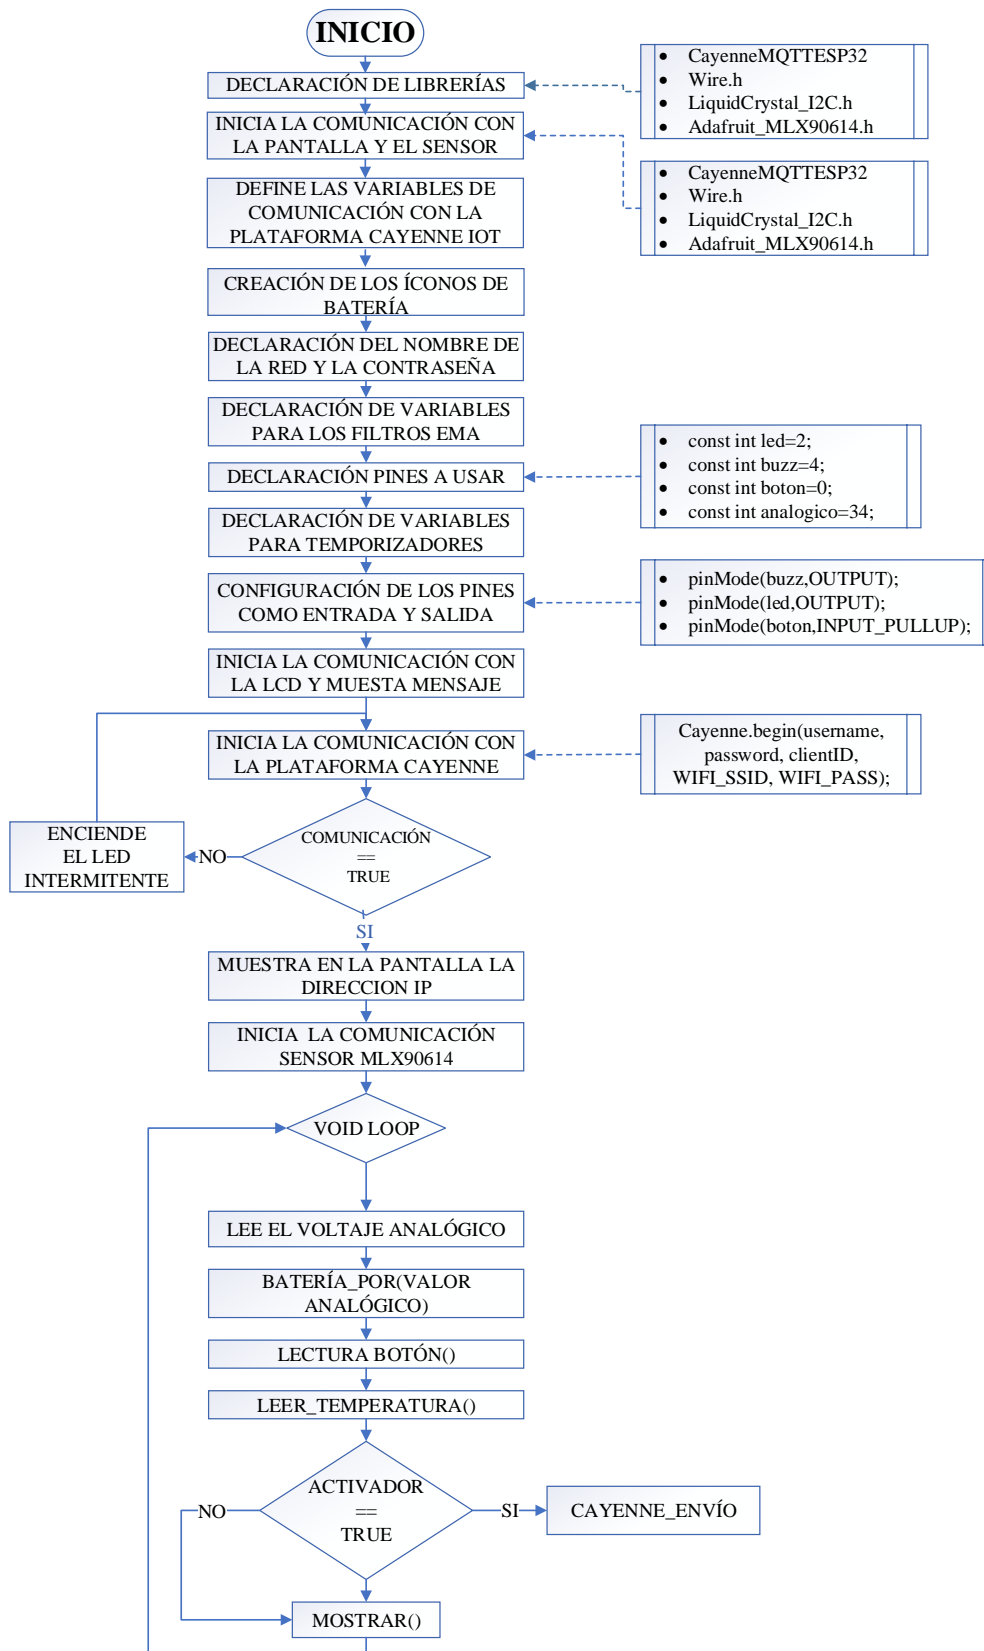 INICIO
DECLARACIÓN DE LIBRERÍAS
• CayenneMQTTESP32
• Wire.h
• LiquidCrystal_I2C.h
• Adafruit_MLX90614.h
INICIA LA COMUNICACIÓN CON
LA PANTALLA Y EL SENSOR
• CayenneMQTTESP32
• Wire.h
• LiquidCrystal_I2C.h
• Adafruit_MLX90614.h
DEFINE LAS VARIABLES DE
COMUNICACIÓN CON LA
PLATAFORMA CAYENNE IOT
CREACIÓN DE LOS ÍCONOS DE
BATERÍA
DECLARACIÓN DEL NOMBRE DE
LA RED Y LA CONTRASEÑA
DECLARACIÓN DE VARIABLES
PARA LOS FILTROS EMA
DECLARACIÓN PINES A USAR
• const int led=2;
• const int buzz=4;
• const int boton=0;
• const int analogico=34;
DECLARACIÓN DE VARIABLES
PARA TEMPORIZADORES
CONFIGURACIÓN DE LOS PINES
COMO ENTRADA Y SALIDA
• pinMode(buzz,OUTPUT);
• pinMode(led,OUTPUT);
• pinMode(boton,INPUT_PULLUP);
INICIA LA COMUNICACIÓN CON
LA LCD Y MUESTA MENSAJE
INICIA LA COMUNICACIÓN CON
LA PLATAFORMA CAYENNE
Cayenne.begin(username,
password, clientID,
WIFI_SSID, WIFI_PASS);
COMUNICACIÓN
==
TRUE
NO
ENCIENDE
EL LED
INTERMITENTE
SI
MUESTRA EN LA PANTALLA LA
DIRECCION IP
INICIA LA COMUNICACIÓN
SENSOR MLX90614
VOID LOOP
LEE EL VOLTAJE ANALÓGICO
BATERÍA_POR(VALOR
ANALÓGICO)
LECTURA BOTÓN()
LEER_TEMPERATURA()
ACTIVADOR
==
TRUE
NO
SI
CAYENNE_ENVÍO
MOSTRAR()